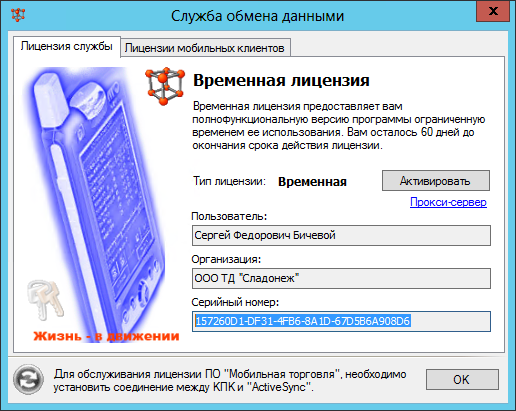 Служба обмена данными
x
Лицензия службы
Лицензии мобильных клиентов
Временная лицензия
Временная лицензия предоставляет вам
полнофункциональную версию программы ограниченную
временем ее использования. Вам осталось 60 дней до
окончания срока действия лицензии.
Тип лицензии: Временная
Активировать
Прокси-сервер
Пользователь:
Сергей Федорович Бичевой
Организация:
ООО ТД "Сладонеж"
Серийный номер:
157260D1-DF31-4FB6-8A1D-67D5B6A908D6
Жизнь - в движении
Для обслуживания лицензии ПО "Мобильная торговля", необходимо
установить соединение между КПК и "ActiveSync".
OK